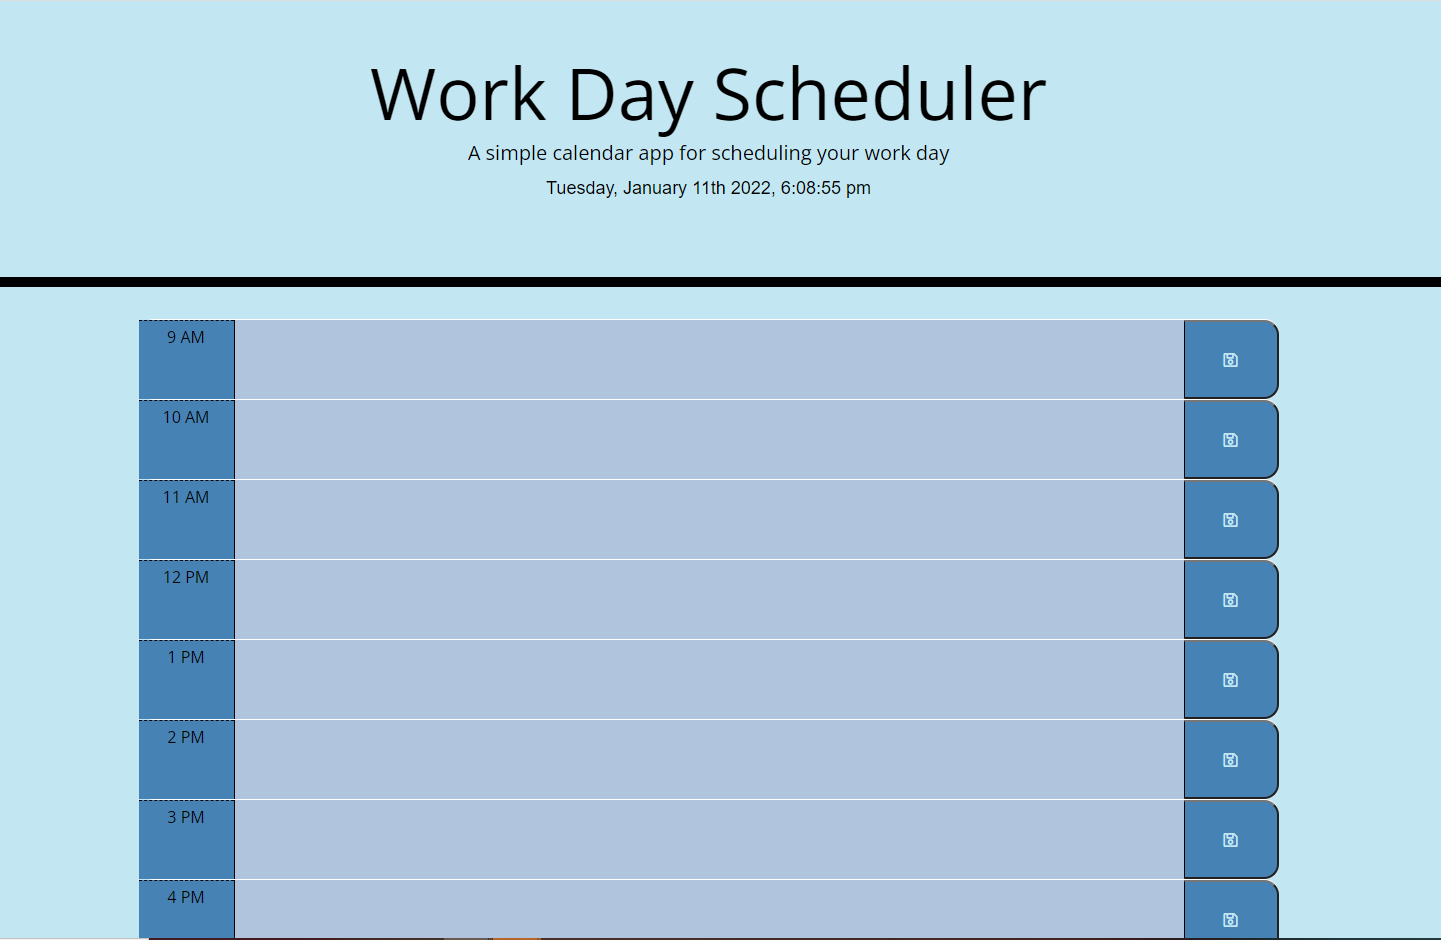 Work Day Scheduler
A simple calendar app for scheduling your work day
Tuesday, January 11th 2022, 6:08:55 pm
9 AM
10 AM
11 AM
12 PM
1 PM
2 PM
3 PM
4 PM